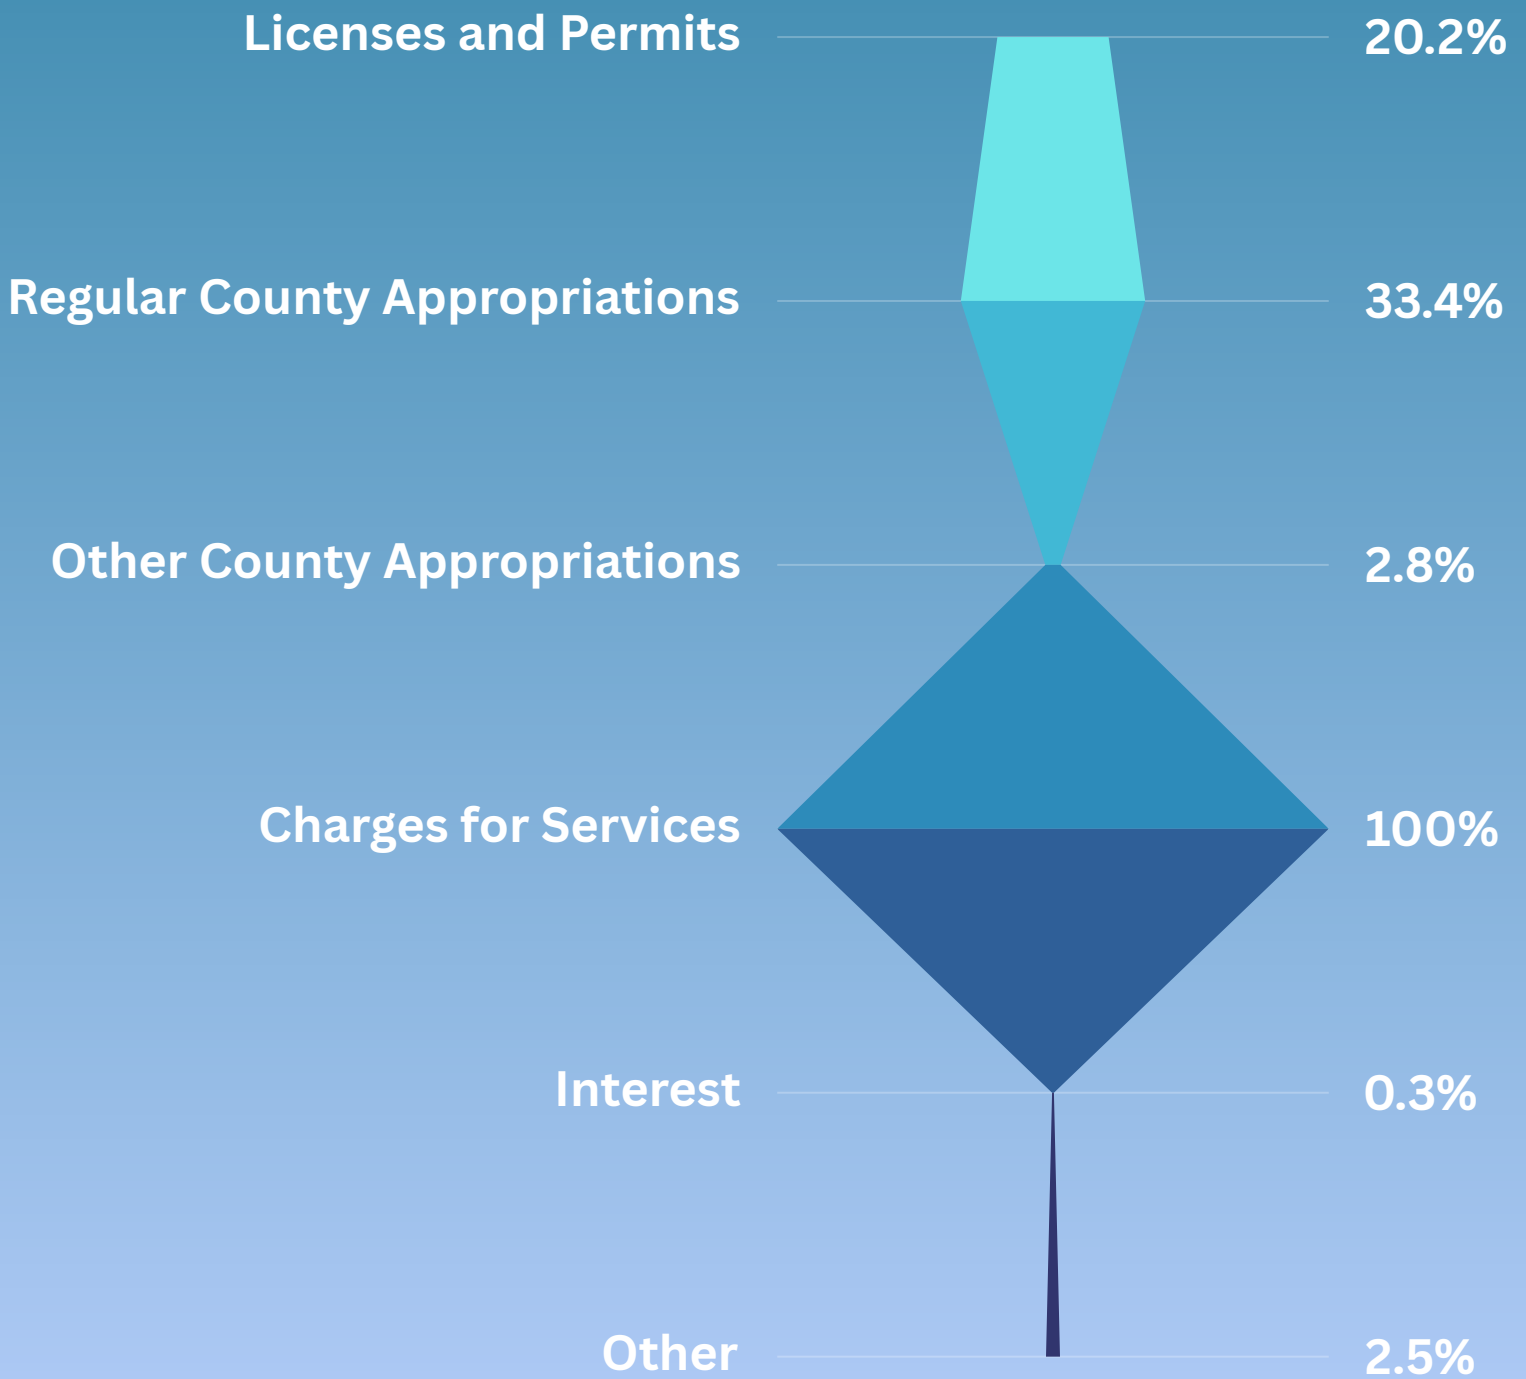 Licenses and Permits 20.2%
Regular County Appropriations 33.4%
Other County Appropriations 2.8%
Charges for Services 100%
Interest 0.3%
Other 2.5%